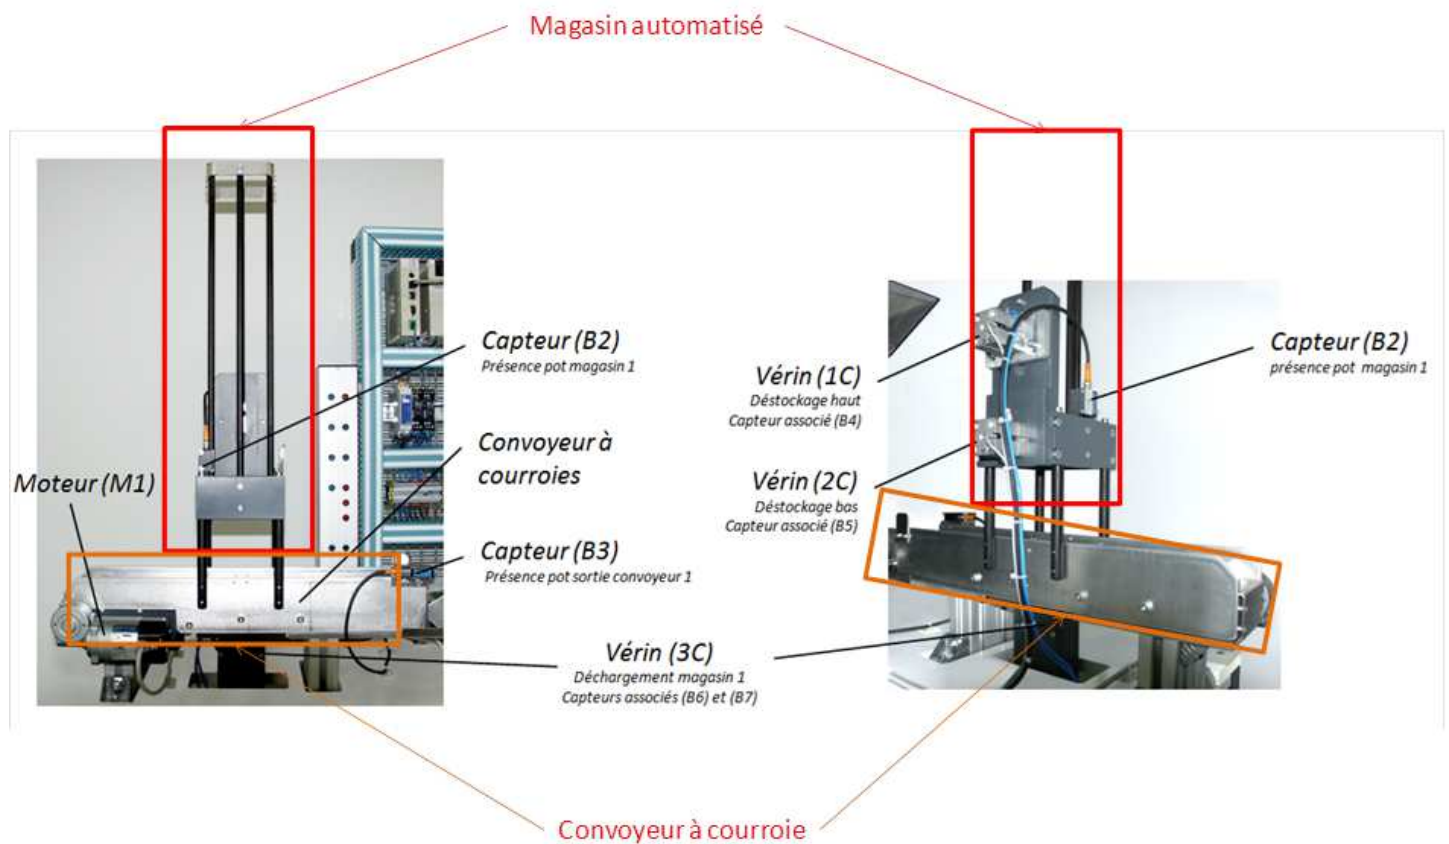 Magasin automatisé
Capteur (B2)
Présence pot magasin 1
Convoyeur à
courroies
Moteur (M1)
Capteur (B3)
Présence pot sortie convoyeur 1
Vérin (1C)
Déstockage haut
Capteur associé (B4)
Capteur (B2)
présence pot magasin 1
Vérin (2C)
Déstockage bas
Capteur associé (B5)
Vérin (3C)
Déchargement magasin 1
Capteurs associés (B6) et (B7)
Convoyeur à courroie